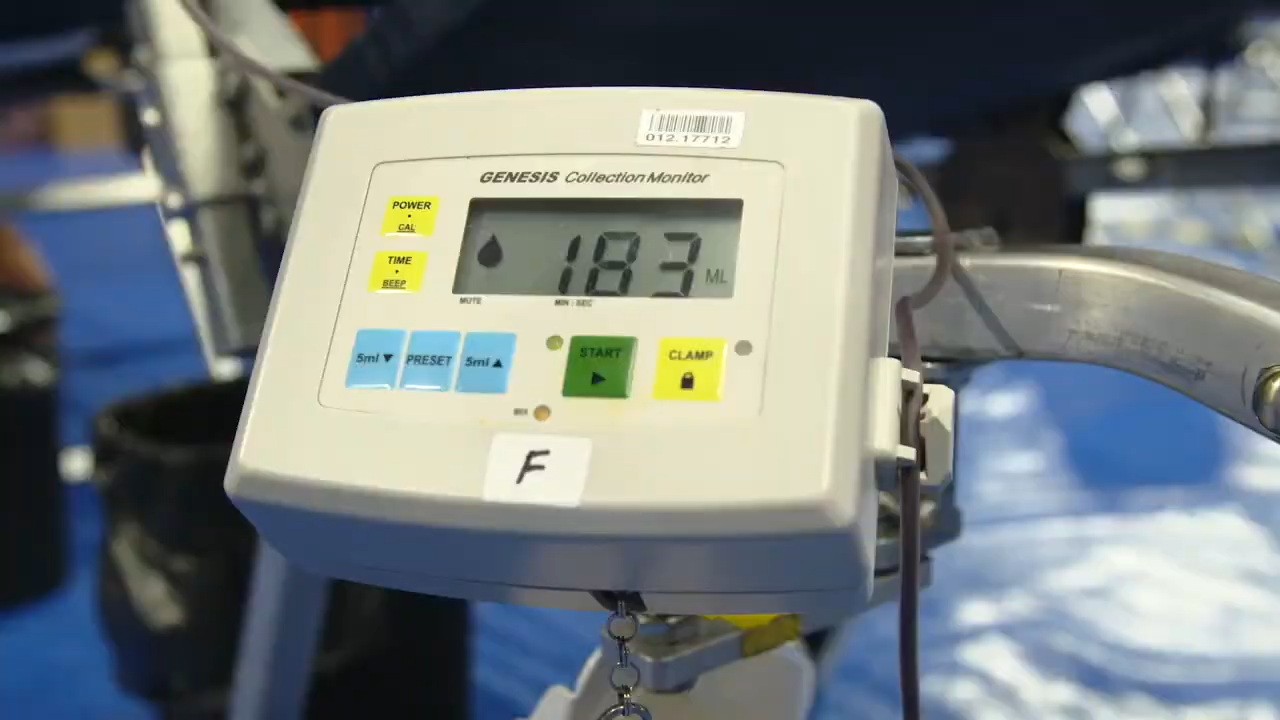 012.17712
GENESIS Collection Monitor
POWER
CAL
TIME
BEEP
183 ML
MUTE
MIN : SEC
5ml ▼
PRESET
5ml ▲
START
CLAMP
F